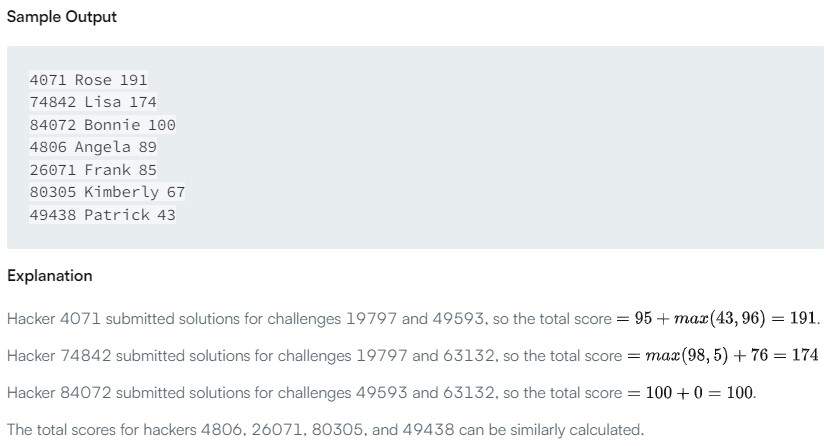 Sample Output
4071 Rose 191
74842 Lisa 174
84072 Bonnie 100
4806 Angela 89
26071 Frank 85
80305 Kimberly 67
49438 Patrick 43
Explanation
Hacker 4071 submitted solutions for challenges 19797 and 49593, so the total score = 95 + max(43, 96) = 191.
Hacker 74842 submitted solutions for challenges 19797 and 63132, so the total score = max(98, 5) + 76 = 174
Hacker 84072 submitted solutions for challenges 49593 and 63132, so the total score = 100 + 0 = 100.
The total scores for hackers 4806, 26071, 80305, and 49438 can be similarly calculated.